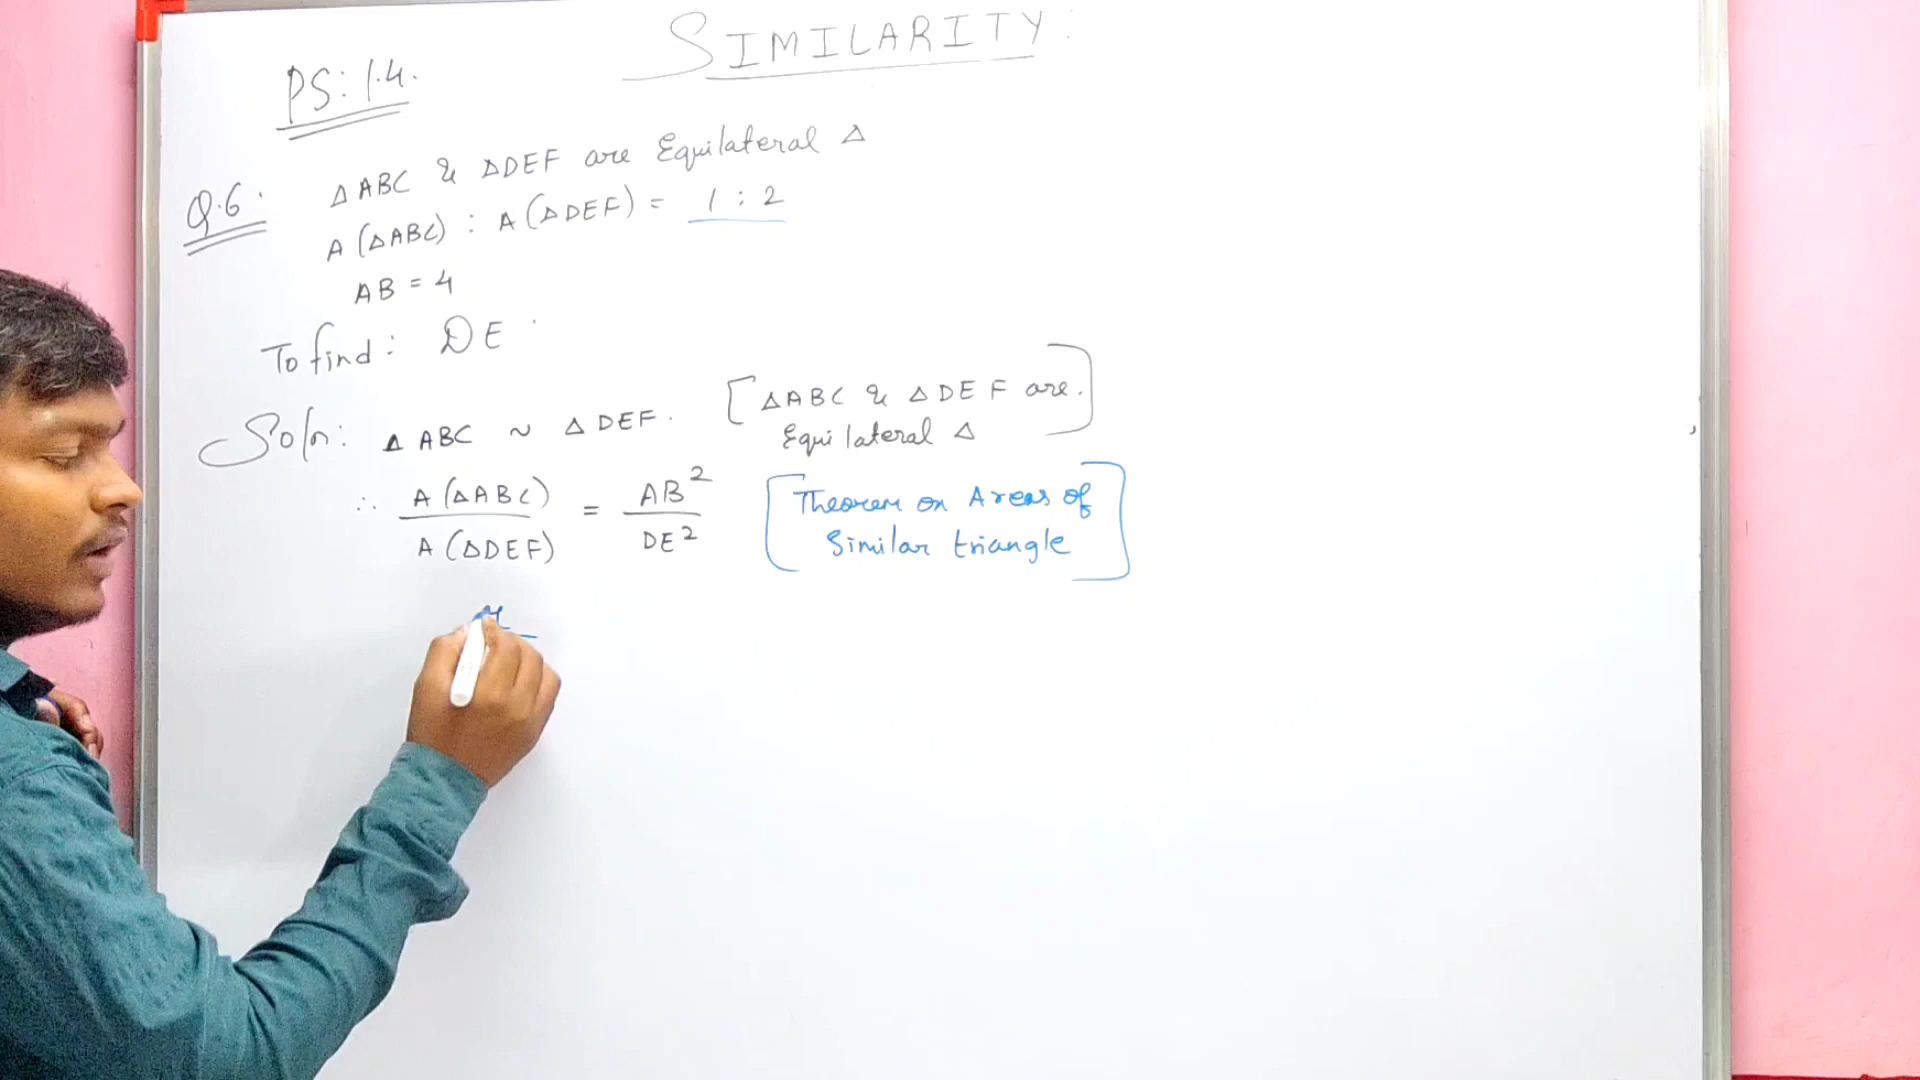 SIMILARITY:
PS: 1.4.
Q.6. △ABC & △DEF are Equilateral △
A (△ABC) : A (△DEF) = 1 : 2
AB = 4
To find: DE
Soln: △ ABC ~ △ DEF. [△ABC & △DEF are.
Equilateral △]
∴ A (△ABC) / A (△DEF) = AB² / DE² [Theorem on Areas of
Similar triangle]